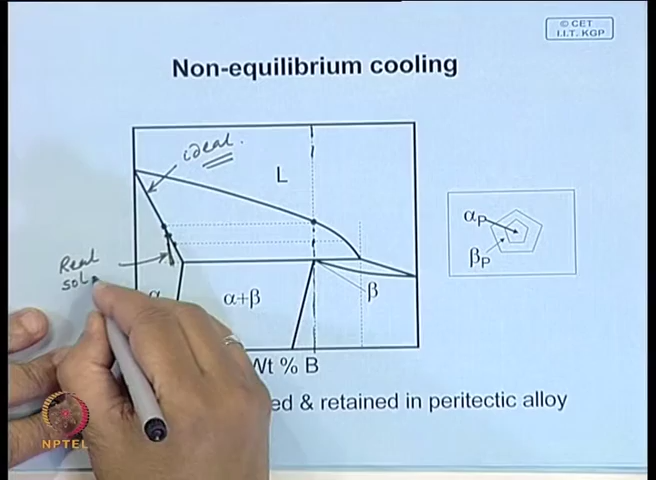 © CET
I.I.T. KGP
Non-equilibrium cooling
ideal.
L
αP
βP
Real
sol
α
α+β
β
Wt % B
ed & retained in peritectic alloy
NPTEL